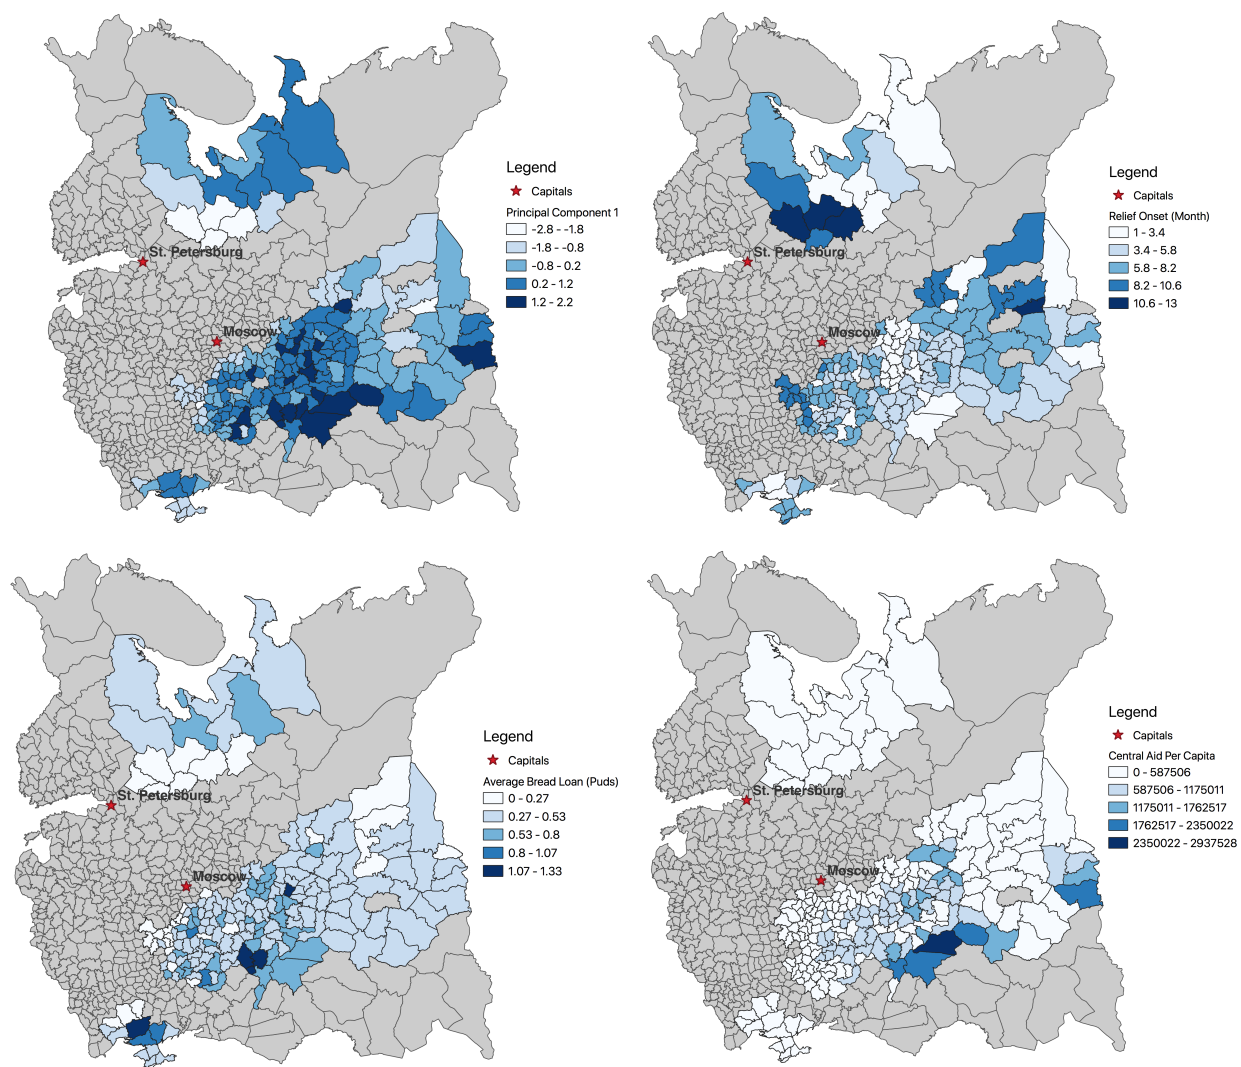 St. Petersburg
Moscow
Legend
Capitals
Principal Component 1
-2.8 - -1.8
-1.8 - -0.8
-0.8 - 0.2
0.2 - 1.2
1.2 - 2.2
St. Petersburg
Moscow
Legend
Capitals
Relief Onset (Month)
1 - 3.4
3.4 - 5.8
5.8 - 8.2
8.2 - 10.6
10.6 - 13
St. Petersburg
Moscow
Legend
Capitals
Average Bread Loan (Puds)
0 - 0.27
0.27 - 0.53
0.53 - 0.8
0.8 - 1.07
1.07 - 1.33
St. Petersburg
Moscow
Legend
Capitals
Central Aid Per Capita
0 - 587506
587506 - 1175011
1175011 - 1762517
1762517 - 2350022
2350022 - 2937528